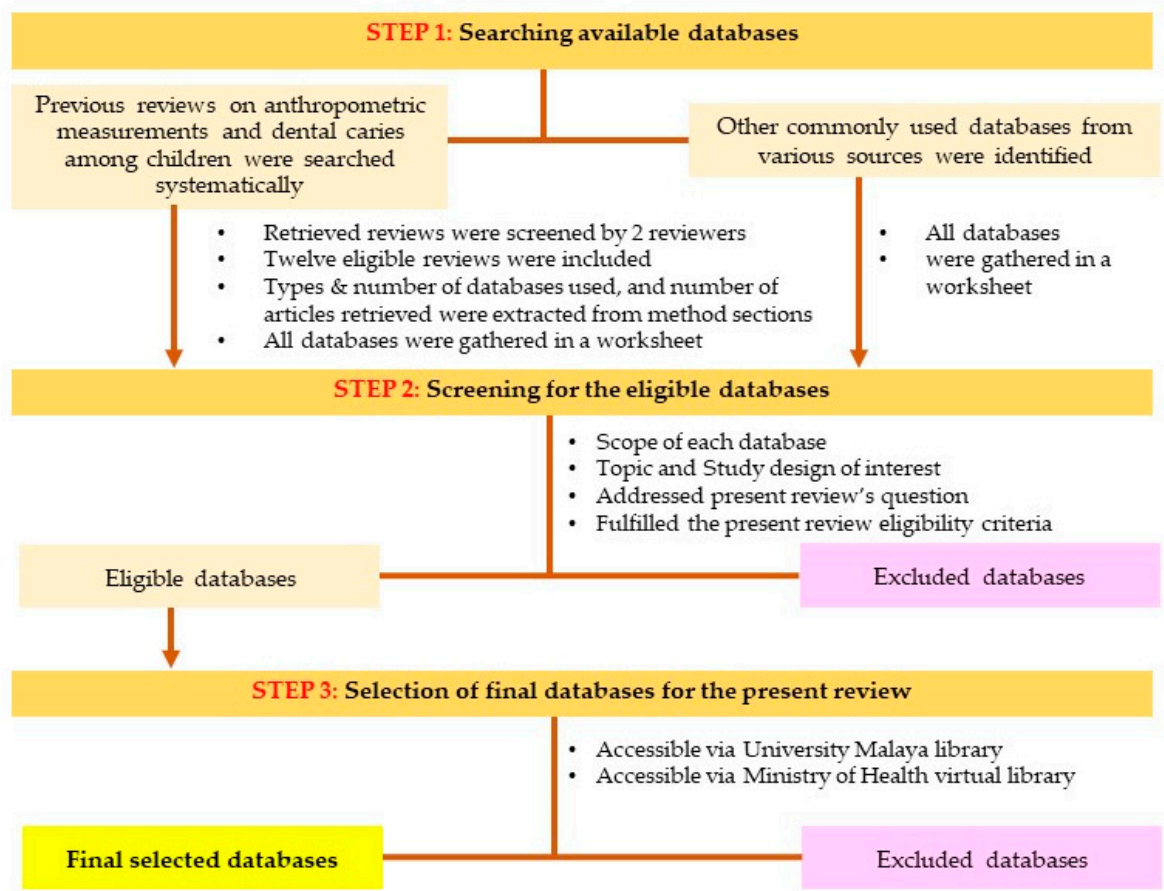 STEP 1: Searching available databases
Previous reviews on anthropometric
measurements and dental caries
among children were searched
systematically
Other commonly used databases from
various sources were identified
• Retrieved reviews were screened by 2 reviewers
• Twelve eligible reviews were included
• Types & number of databases used, and number of
articles retrieved were extracted from method sections
• All databases were gathered in a worksheet
• All databases
• were gathered in a
worksheet
STEP 2: Screening for the eligible databases
• Scope of each database
• Topic and Study design of interest
• Addressed present review's question
• Fulfilled the present review eligibility criteria
Eligible databases
Excluded databases
STEP 3: Selection of final databases for the present review
• Accessible via University Malaya library
• Accessible via Ministry of Health virtual library
Final selected databases
Excluded databases